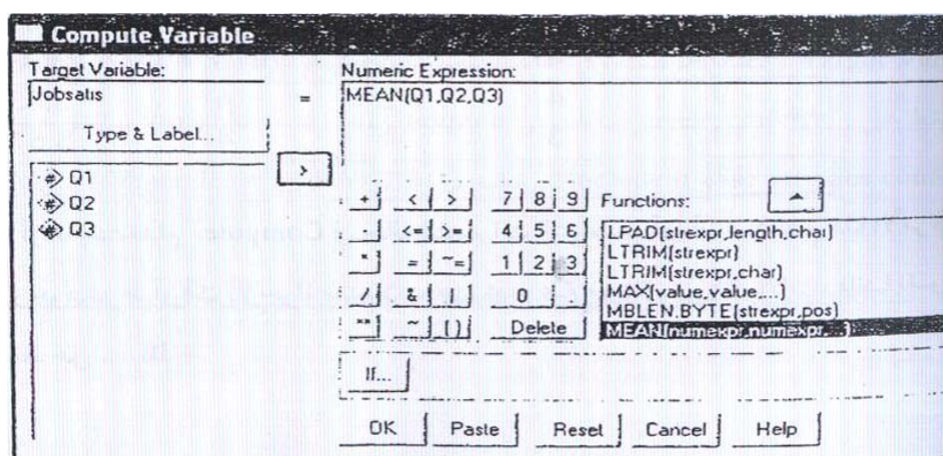 Compute Variable
Target Variable:
Numeric Expression:
Jobsatis
=
MEAN(Q1,Q2,Q3)
Type & Label...
Q1
Q2
Q3
>
+ < > 7 8 9
- <= >= 4 5 6
* = ~= 1 2 3
/ & | 0 .
** ~ () Delete
Functions:
LPAD(strexpr,length,char)
LTRIM(strexpr)
LTRIM(strexpr,char)
MAX(value,value,...)
MBLEN.BYTE(strexpr,pos)
MEAN(numexpr,numexpr,...)
If...
OK Paste Reset Cancel Help